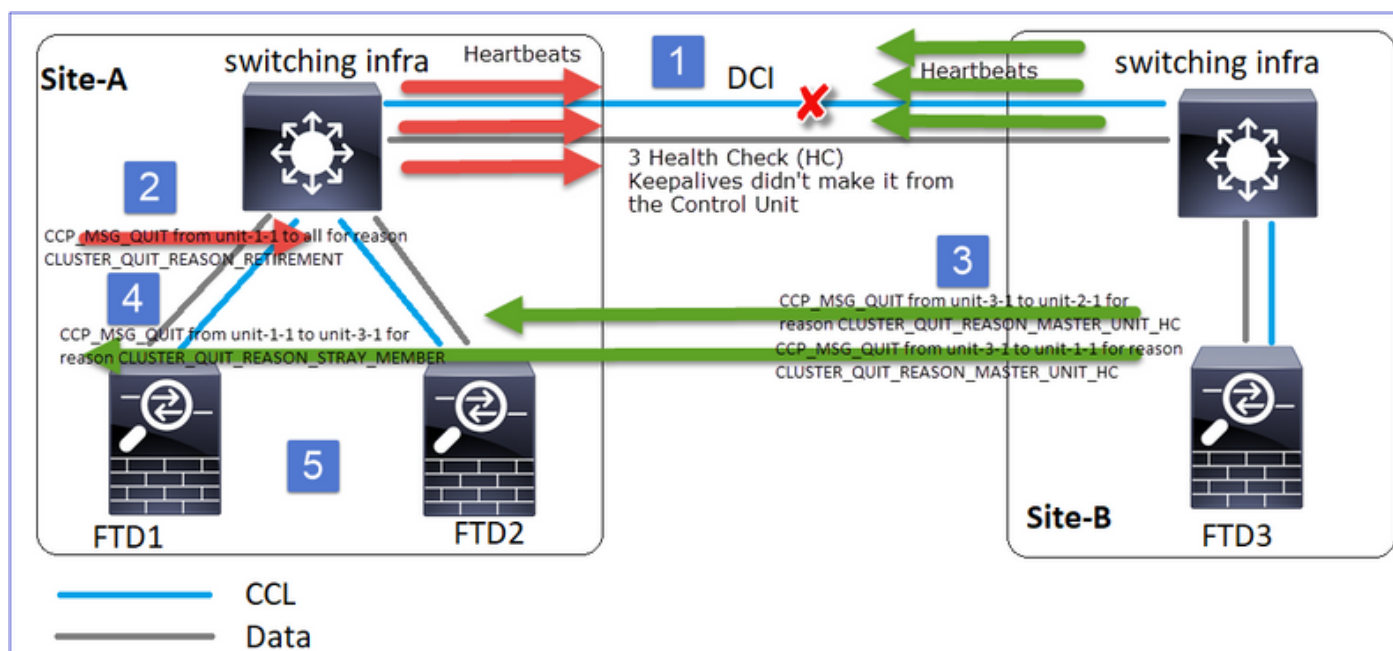 Site-A
switching infra
Heartbeats
1
DCI
Heartbeats
switching infra
3 Health Check (HC)
Keepalives didn't make it from
the Control Unit
2
CCP_MSG_QUIT from unit-1-1 to all for reason
CLUSTER_QUIT_REASON_RETIREMENT
3
CCP_MSG_QUIT from unit-3-1 to unit-2-1 for
reason CLUSTER_QUIT_REASON_MASTER_UNIT_HC
CCP_MSG_QUIT from unit-3-1 to unit-1-1 for reason
CLUSTER_QUIT_REASON_MASTER_UNIT_HC
4
CCP_MSG_QUIT from unit-1-1 to unit-3-1 for
reason CLUSTER_QUIT_REASON_STRAY_MEMBER
5
FTD1
FTD2
Site-B
FTD3
CCL
Data